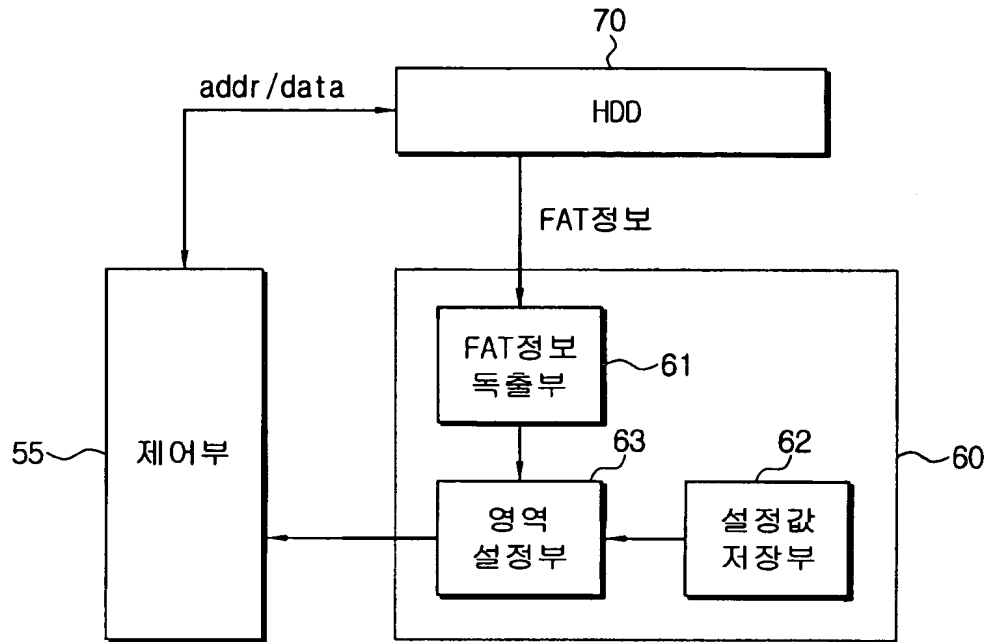 70
addr/data
HDD
FAT정보
FAT정보
독출부
61
55
제어부
63
62
60
영역
설정부
설정값
저장부